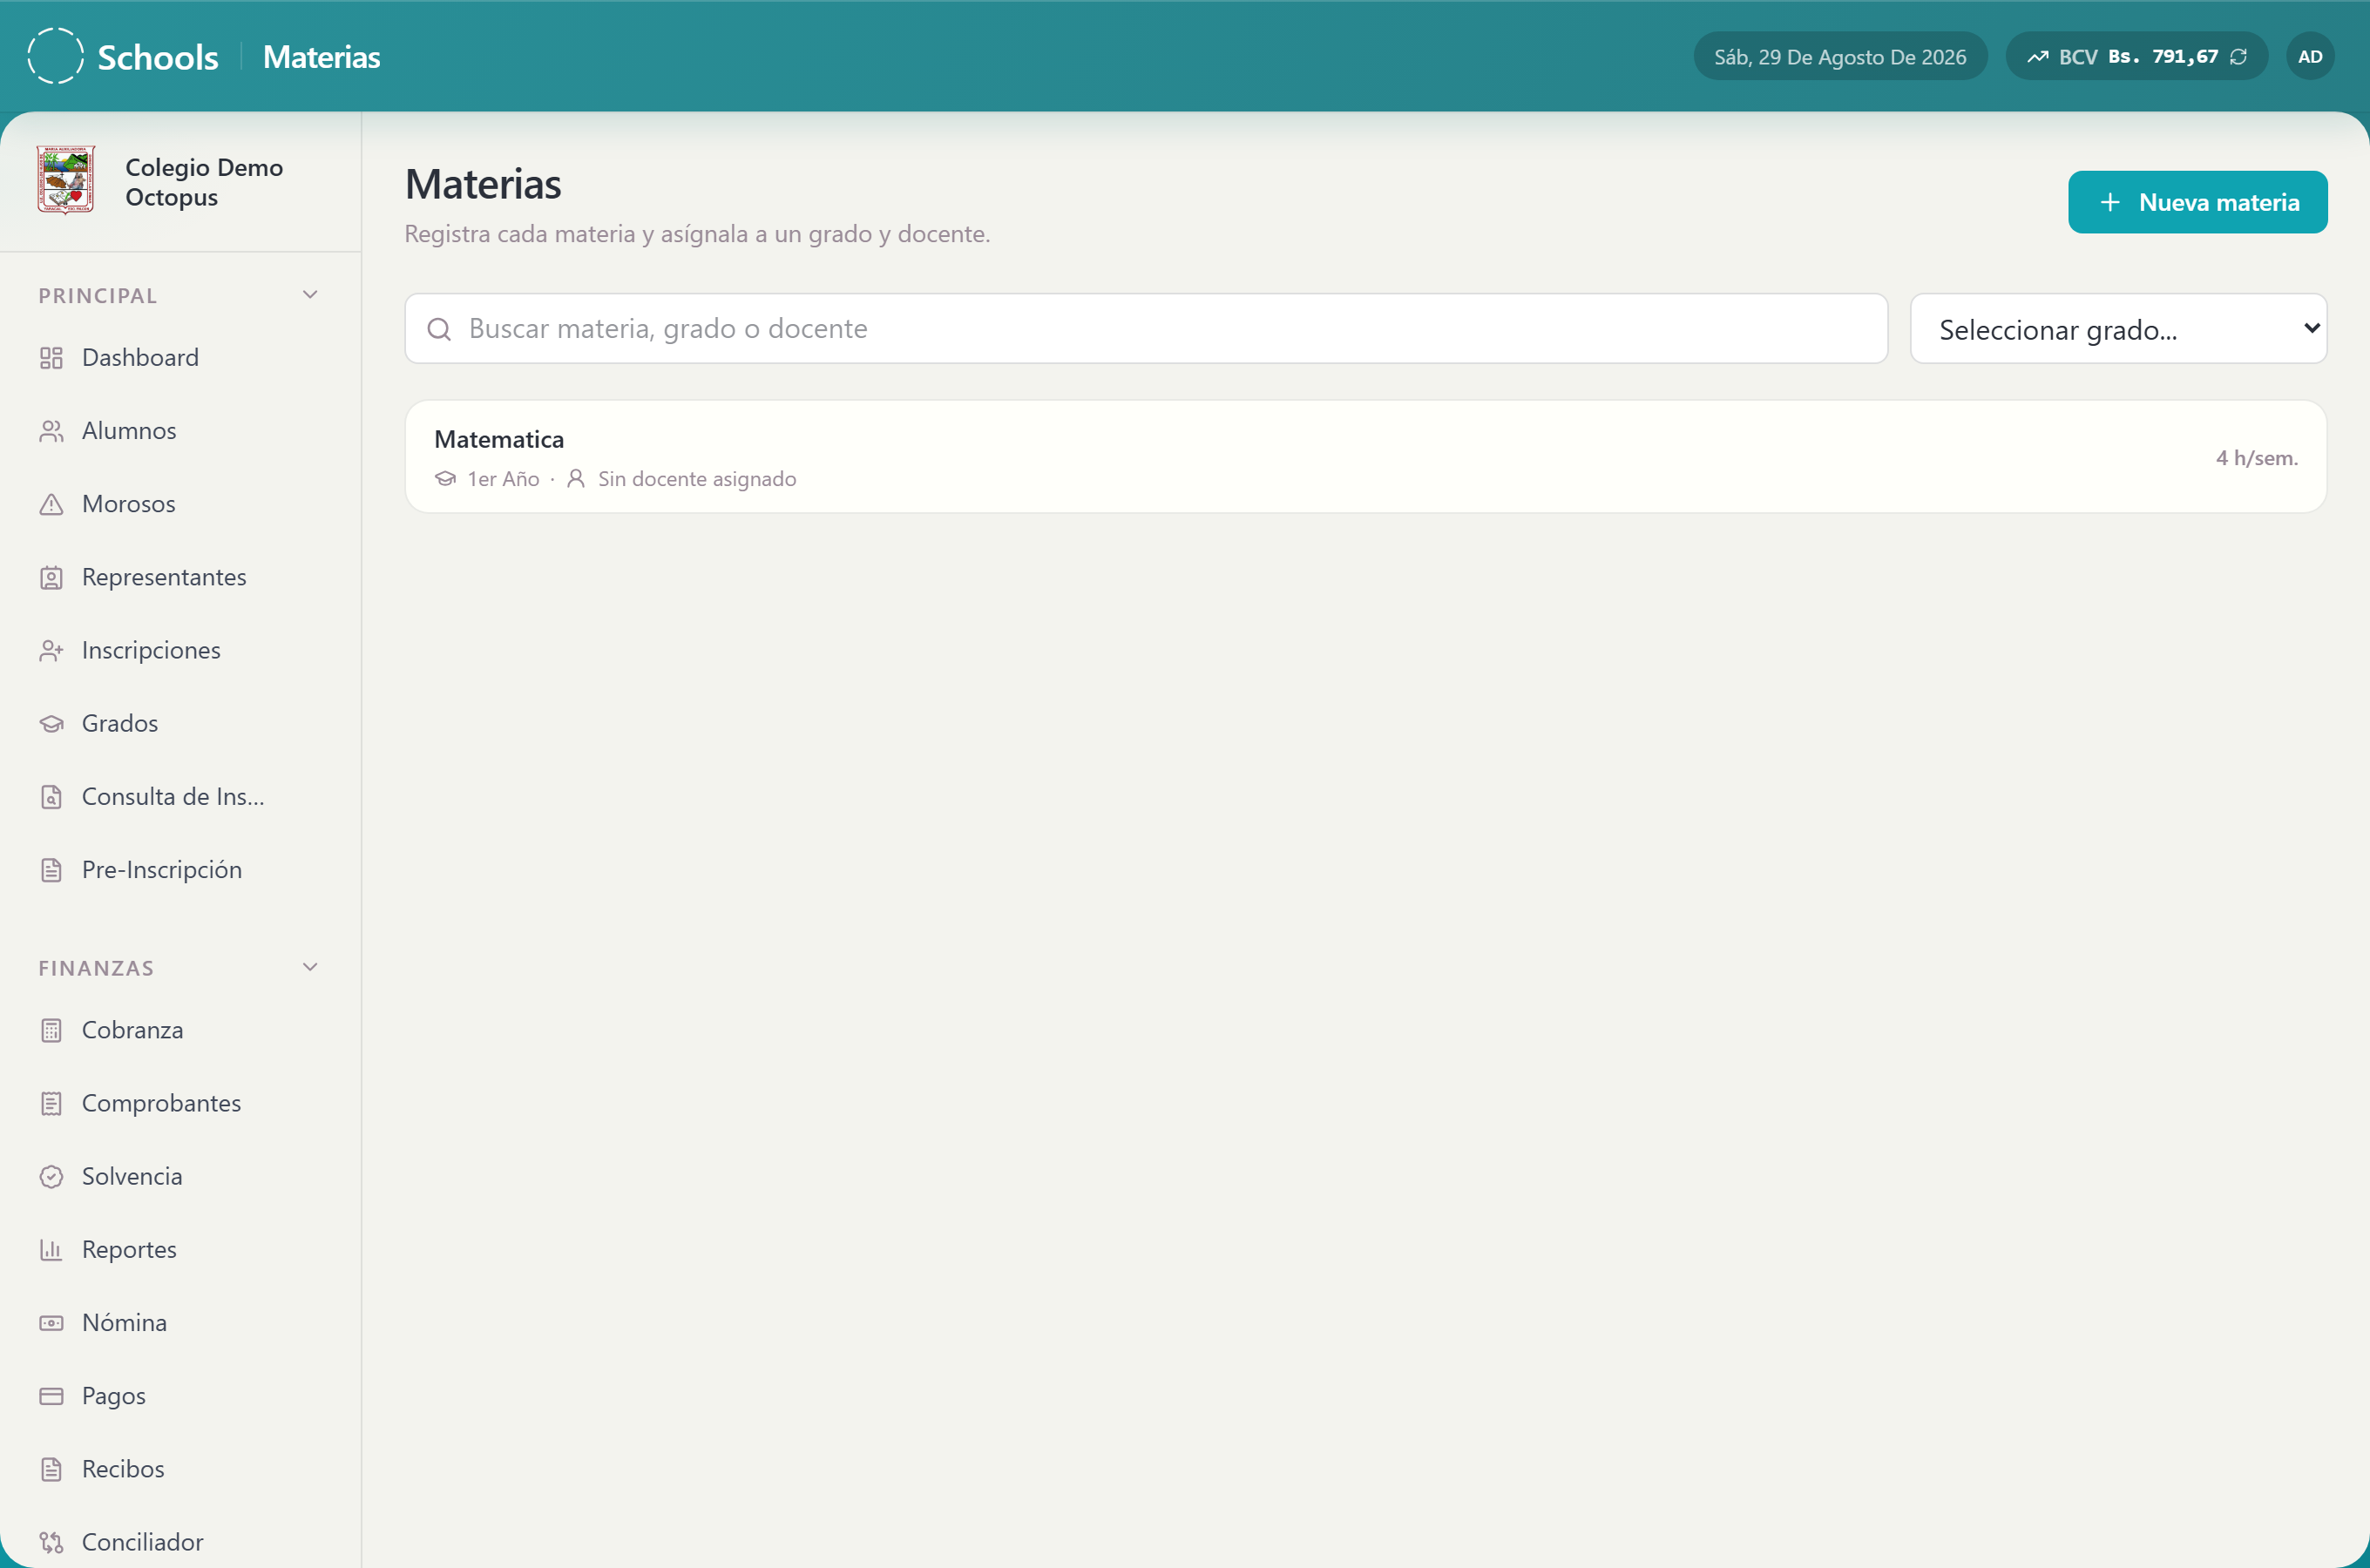 Schools
Materias
Sáb, 29 De Agosto De 2026
BCV Bs. 791,67
AD
Colegio Demo
Octopus
PRINCIPAL
Dashboard
Alumnos
Morosos
Representantes
Inscripciones
Grados
Consulta de Ins...
Pre-Inscripción
FINANZAS
Cobranza
Comprobantes
Solvencia
Reportes
Nómina
Pagos
Recibos
Conciliador
Materias
Registra cada materia y asígnala a un grado y docente.
Nueva materia
Buscar materia, grado o docente
Seleccionar grado...
Matematica
1er Año · Sin docente asignado
4 h/sem.